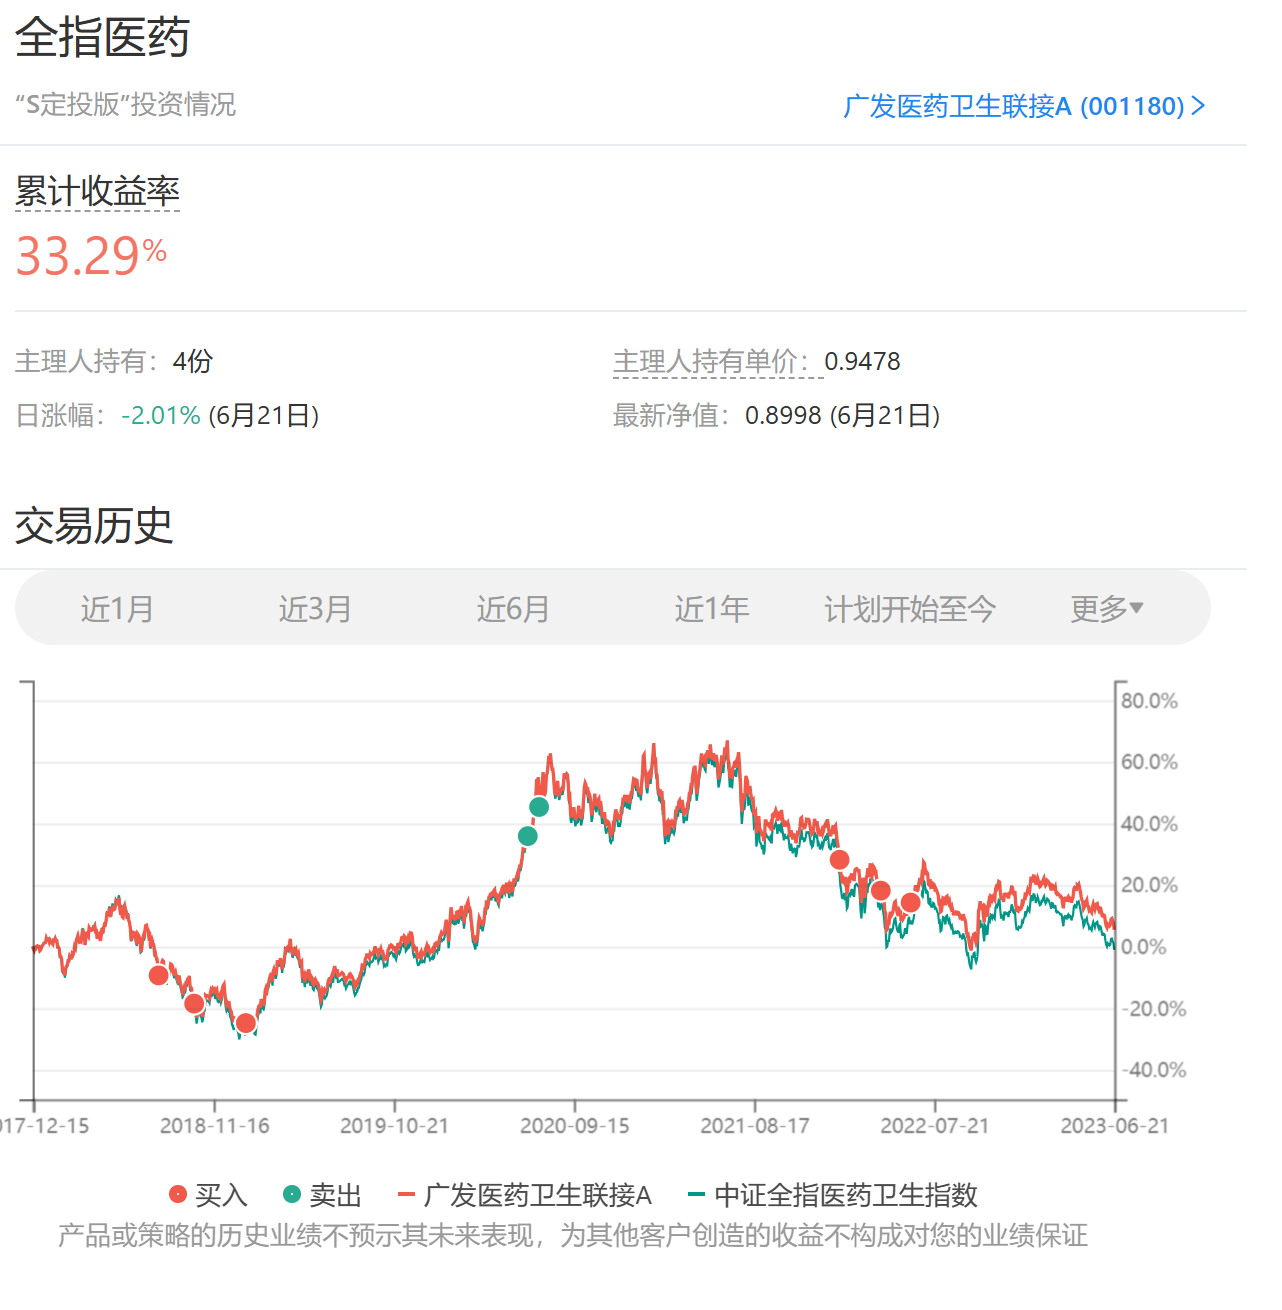 全指医药
“S定投版”投资情况
广发医药卫生联接A (001180)
累计收益率
33.29%
主理人持有：4份
主理人持有单价：0.9478
日涨幅：-2.01% (6月21日)
最新净值：0.8998 (6月21日)
交易历史
近1月 近3月 近6月 近1年 计划开始至今 更多▾
80.0%
60.0%
40.0%
20.0%
0.0%
-20.0%
-40.0%
17-12-15 2018-11-16 2019-10-21 2020-09-15 2021-08-17 2022-07-21 2023-06-21
买入 卖出 广发医药卫生联接A 中证全指医药卫生指数
产品或策略的历史业绩不预示其未来表现，为其他客户创造的收益不构成对您的业绩保证